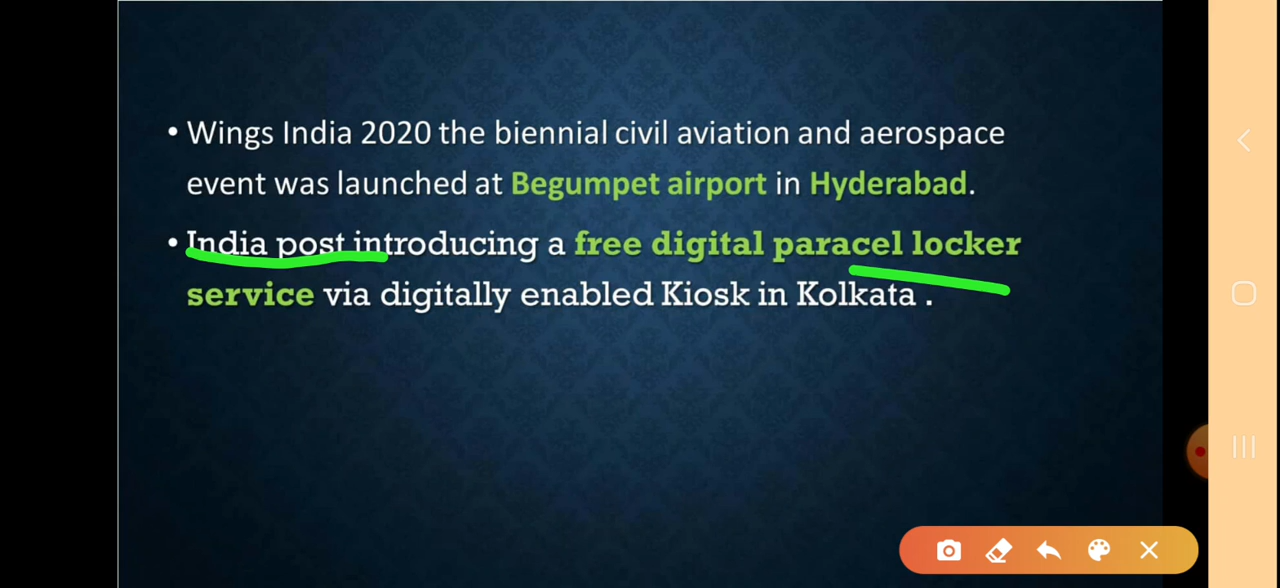 • Wings India 2020 the biennial civil aviation and aerospace
event was launched at Begumpet airport in Hyderabad.
• India post introducing a free digital paracel locker
service via digitally enabled Kiosk in Kolkata .